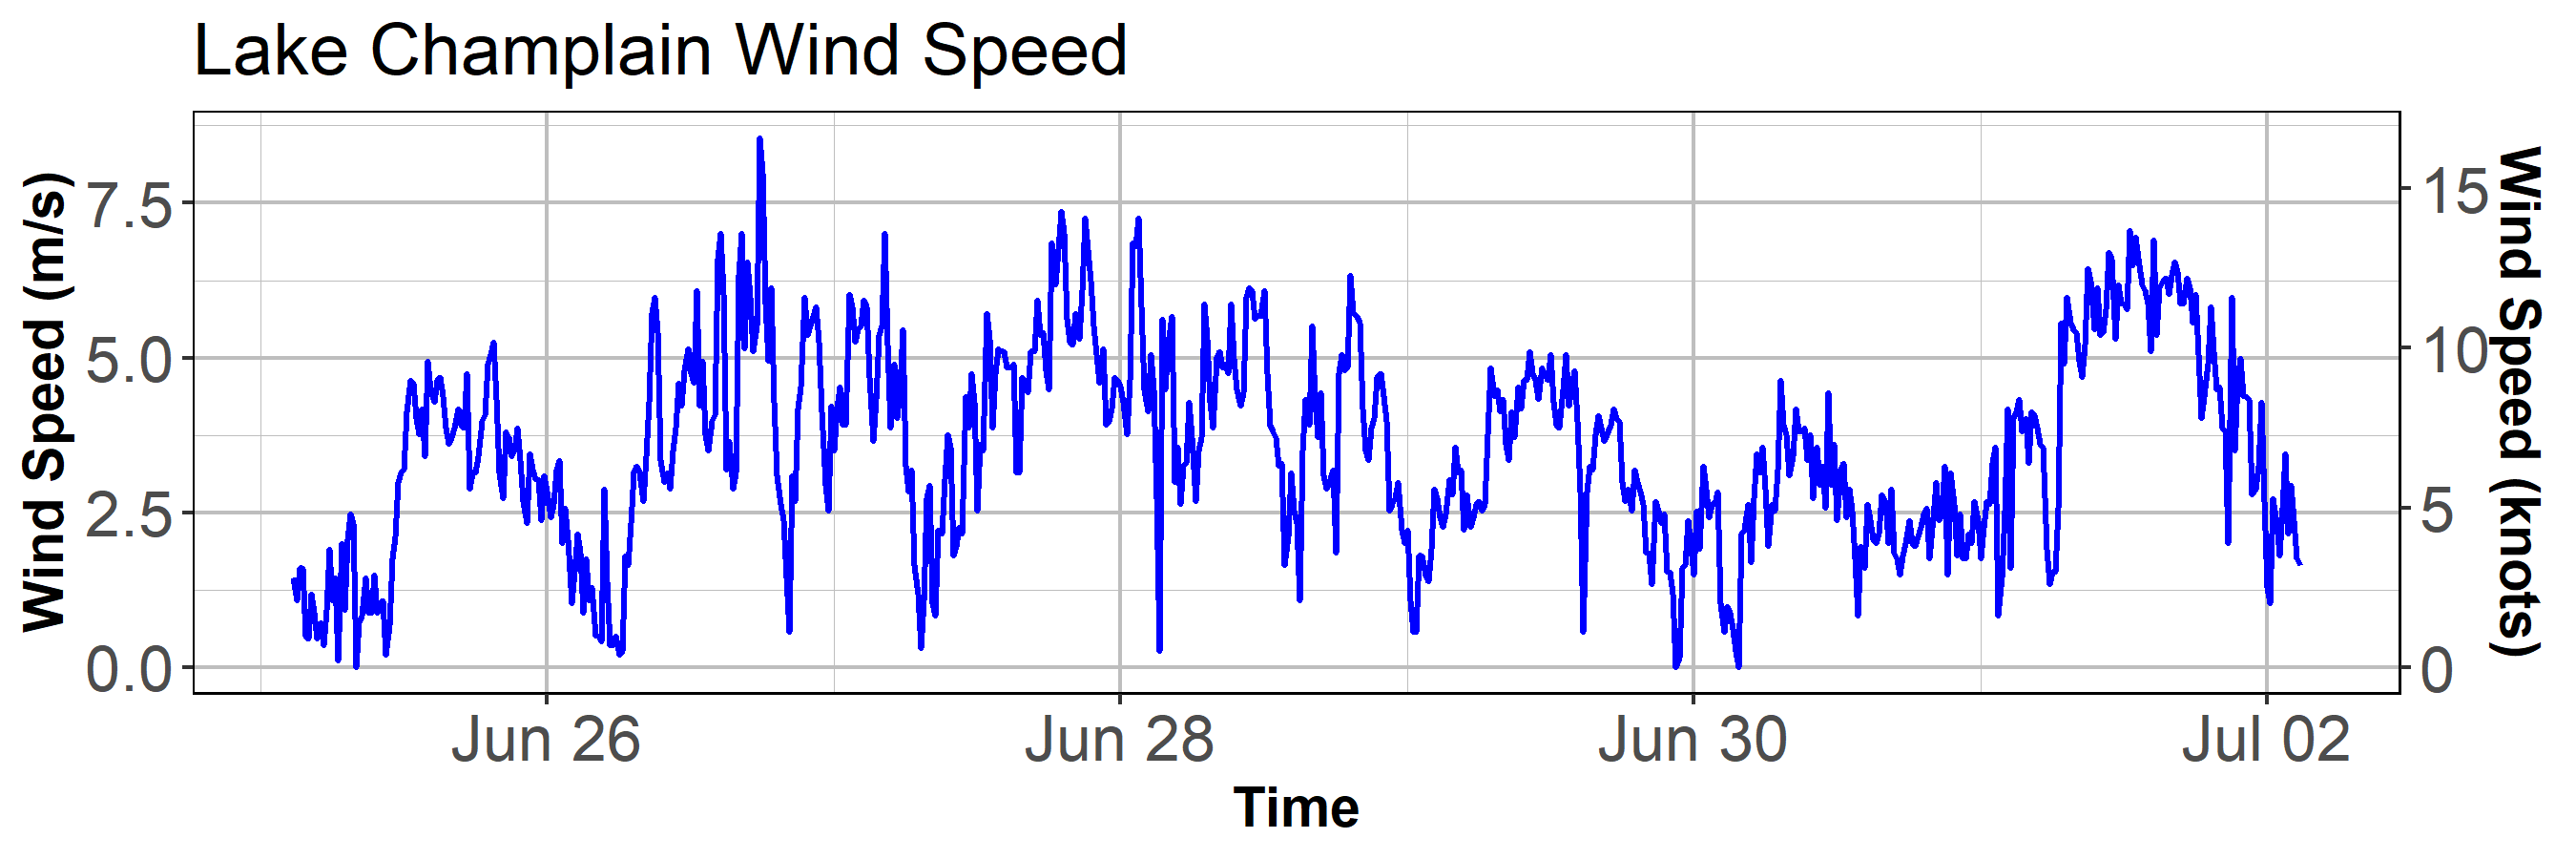 Lake Champlain Wind Speed
Wind Speed (m/s)
7.5
5.0
2.5
0.0
15
10
5
0
Wind Speed (knots)
Jun 26
Jun 28
Jun 30
Jul 02
Time